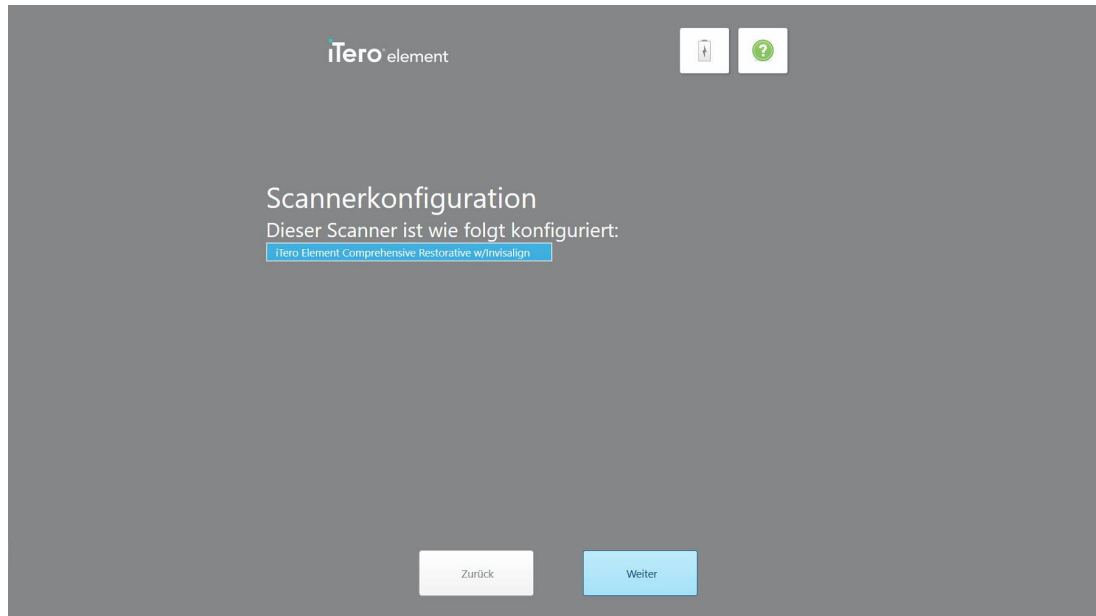 iTero element
?
Scannerkonfiguration
Dieser Scanner ist wie folgt konfiguriert:
iTero Element Comprehensive Restorative w/Invisalign
Zurück
Weiter